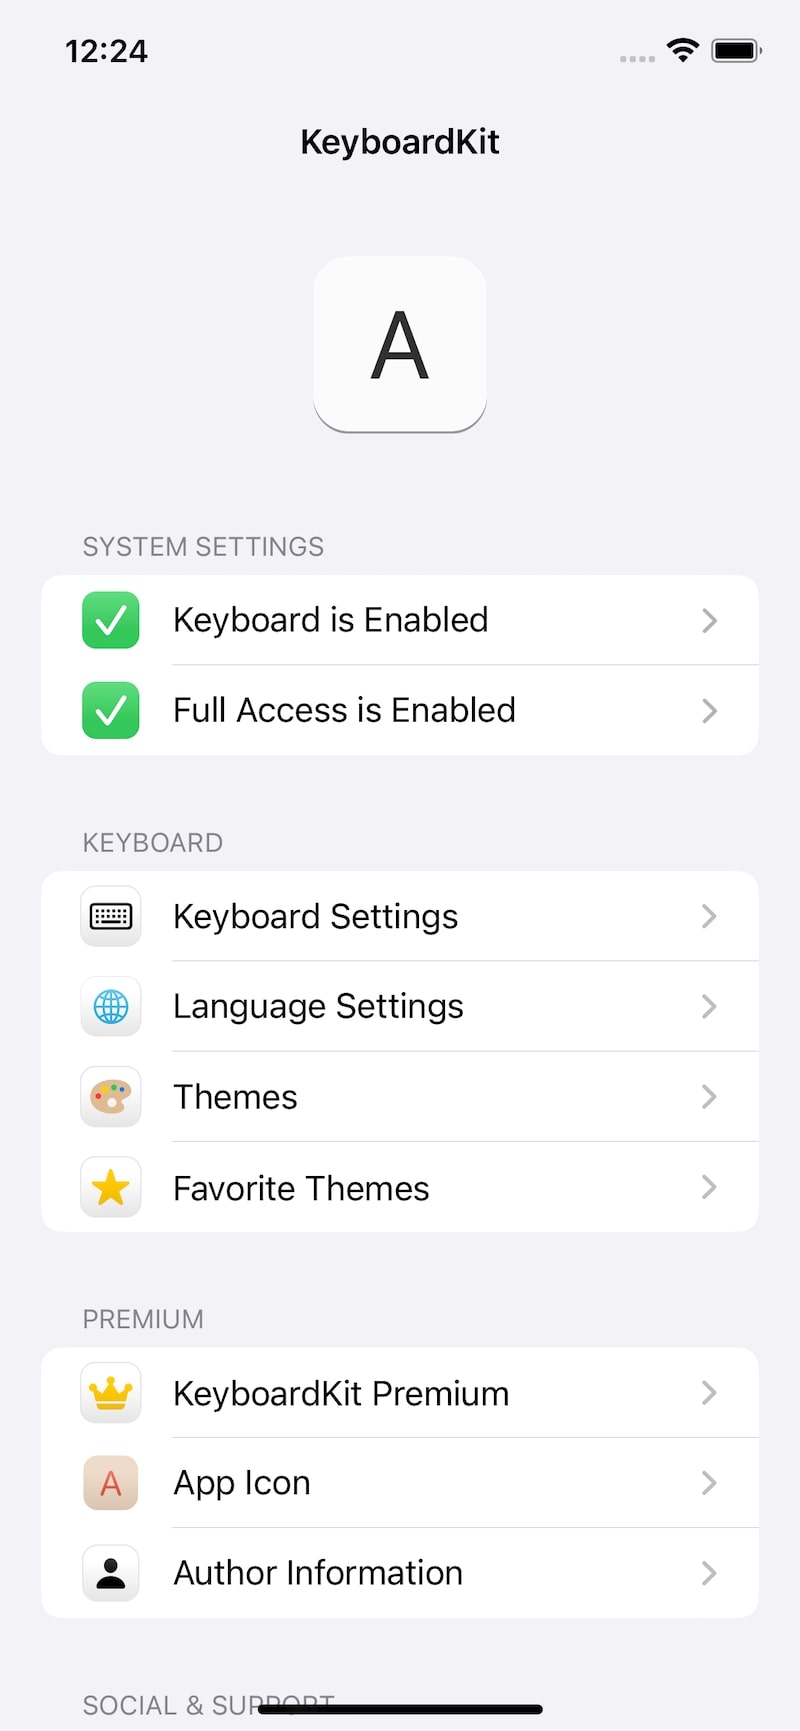 12:24
KeyboardKit
A
SYSTEM SETTINGS
Keyboard is Enabled
Full Access is Enabled
KEYBOARD
Keyboard Settings
Language Settings
Themes
Favorite Themes
PREMIUM
KeyboardKit Premium
A
App Icon
Author Information
SOCIAL & SUPPORT